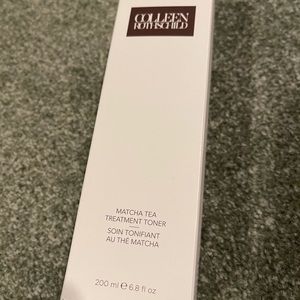 COLLEEN
ROTHSCHILD
MATCHA TEA
TREATMENT TONER
SOIN TONIFIANT
AU THÉ MATCHA
200 ml ℮ 6.8 fl oz